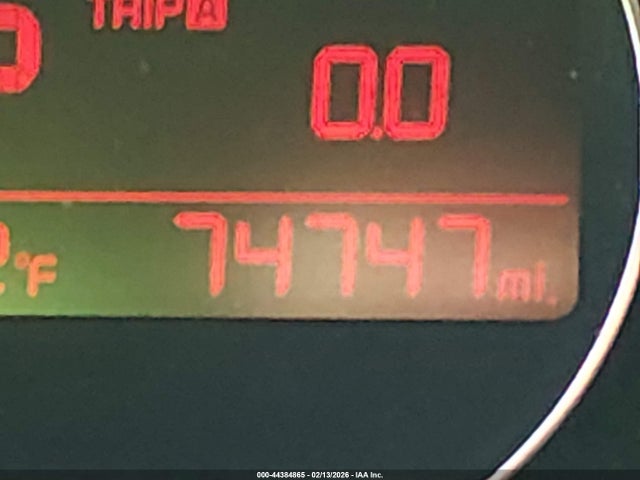 TRIP A
0.0
°F 74747 mi.
000-44384865 - 02/13/2026 - IAA Inc.